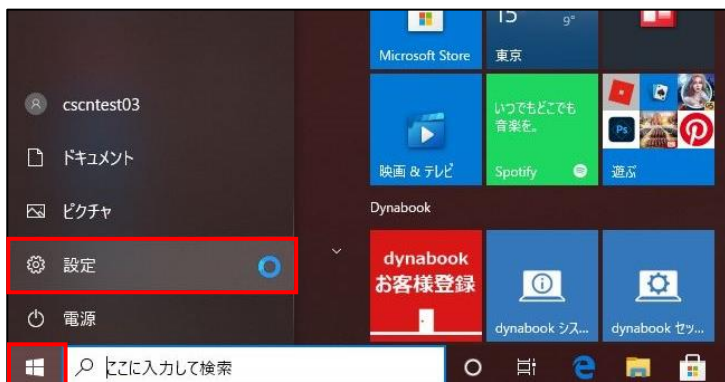 cscntest03
ドキュメント
ピクチャ
設定
電源
ここに入力して検索
Microsoft Store
15
9°
東京
映画 & テレビ
いつでもどこでも
音楽を。
Spotify
Ps
遊ぶ
Dynabook
dynabook
お客様登録
dynabook シス...
dynabook セッ...